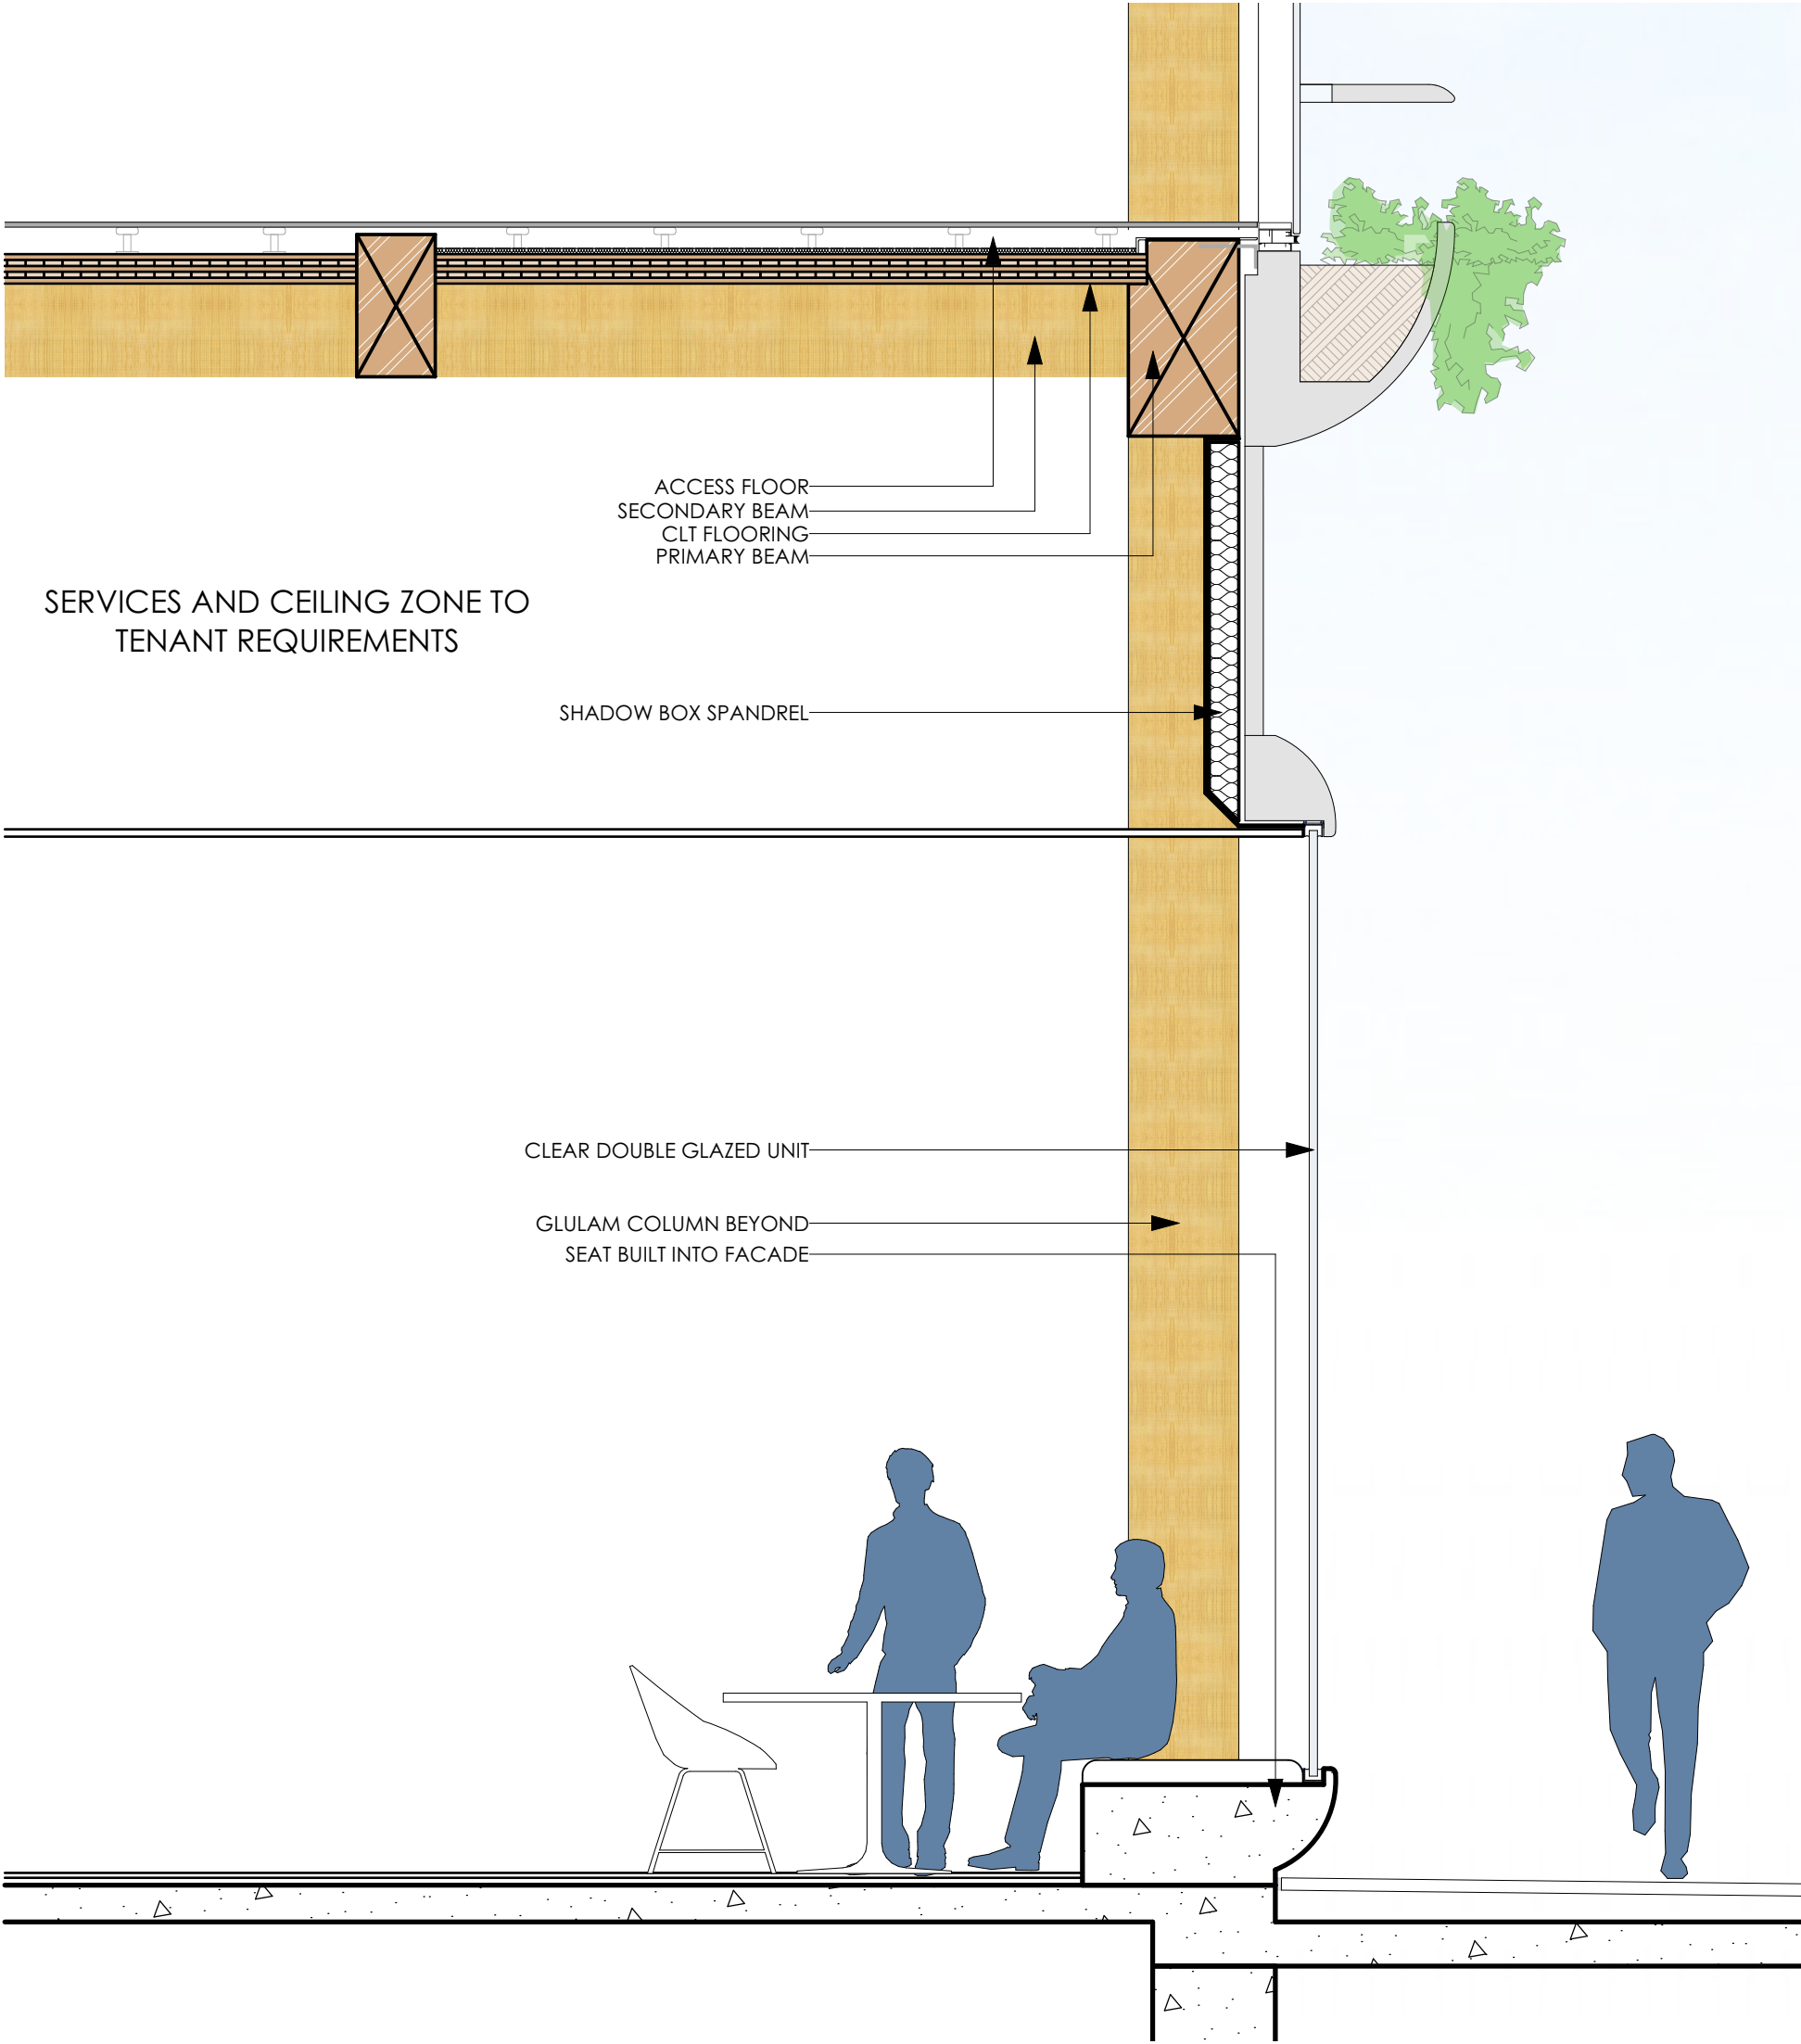 ACCESS FLOOR
SECONDARY BEAM
CLT FLOORING
PRIMARY BEAM
SERVICES AND CEILING ZONE TO
TENANT REQUIREMENTS
SHADOW BOX SPANDREL
CLEAR DOUBLE GLAZED UNIT
GLULAM COLUMN BEYOND
SEAT BUILT INTO FACADE